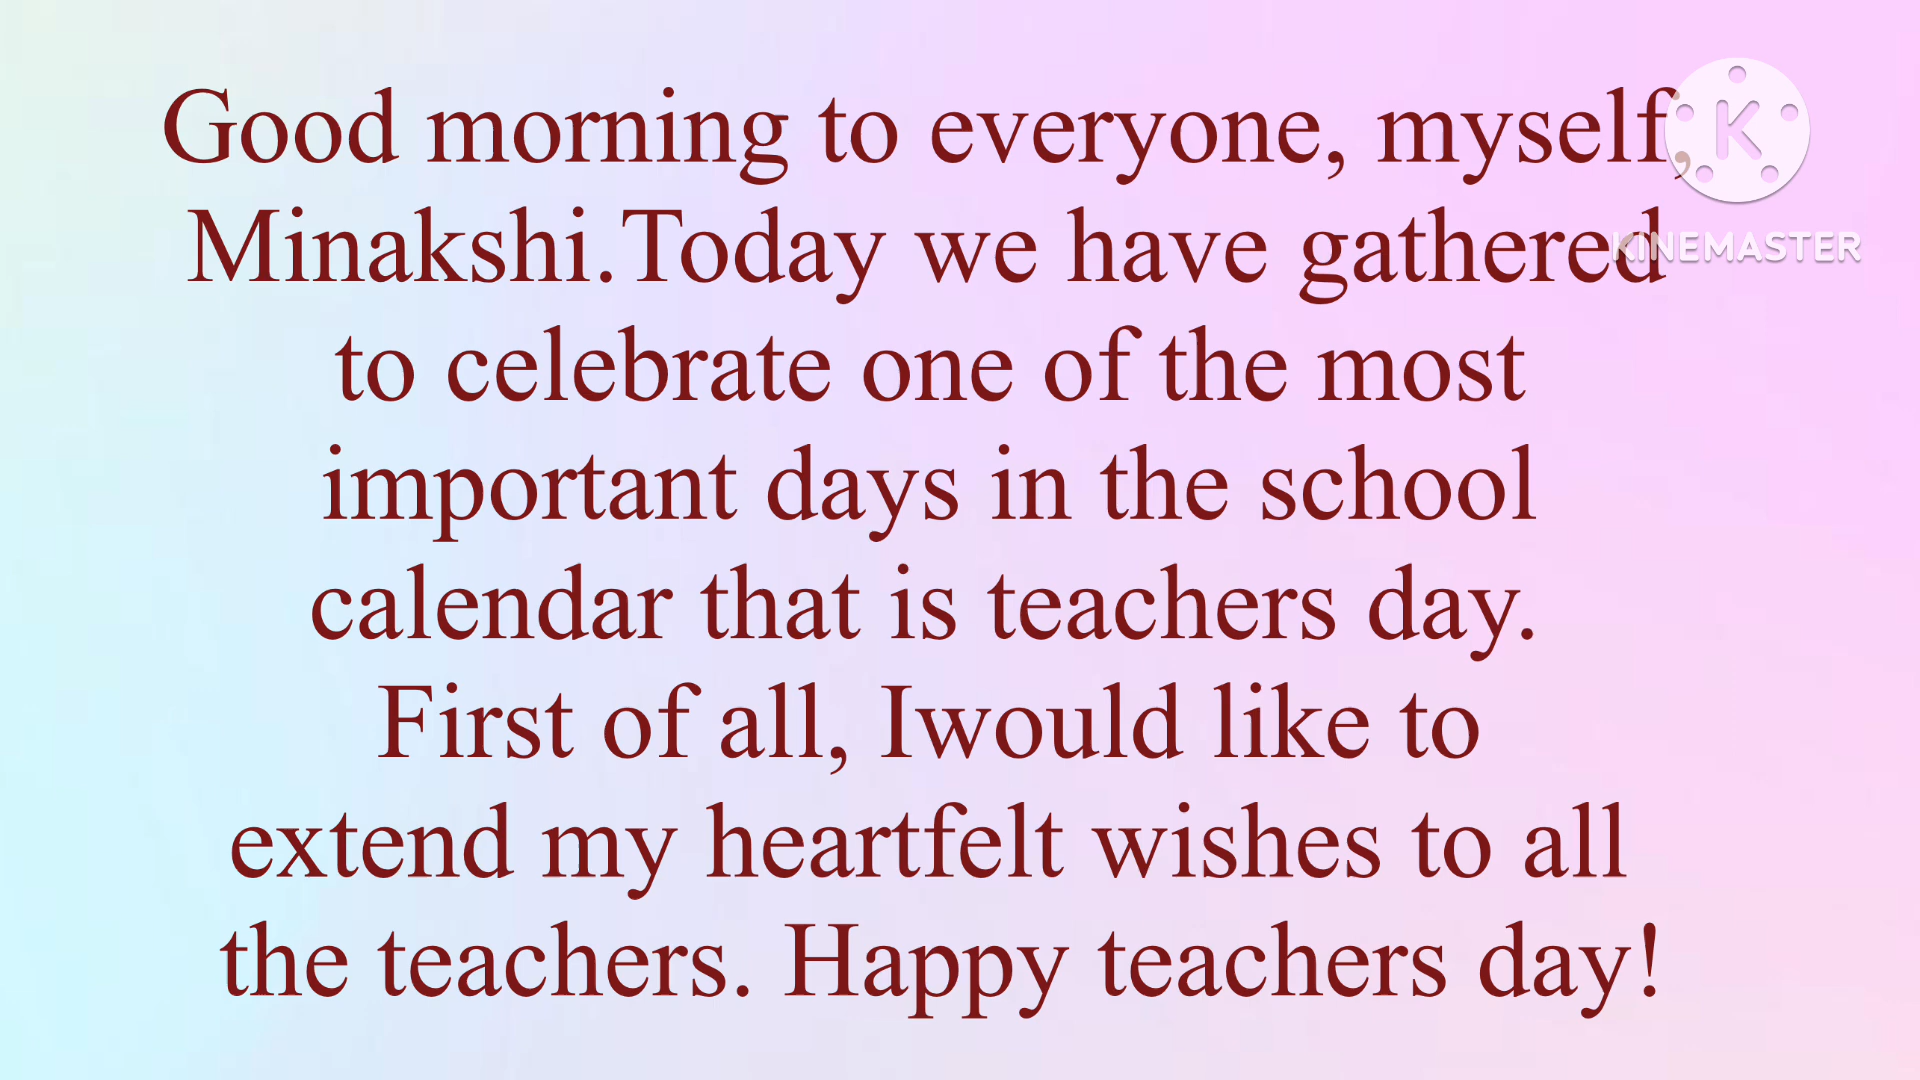 Good morning to everyone, myself,
Minakshi.Today we have gathered
to celebrate one of the most
important days in the school
calendar that is teachers day.
First of all, Iwould like to
extend my heartfelt wishes to all
the teachers. Happy teachers day!
K
KINEMASTER